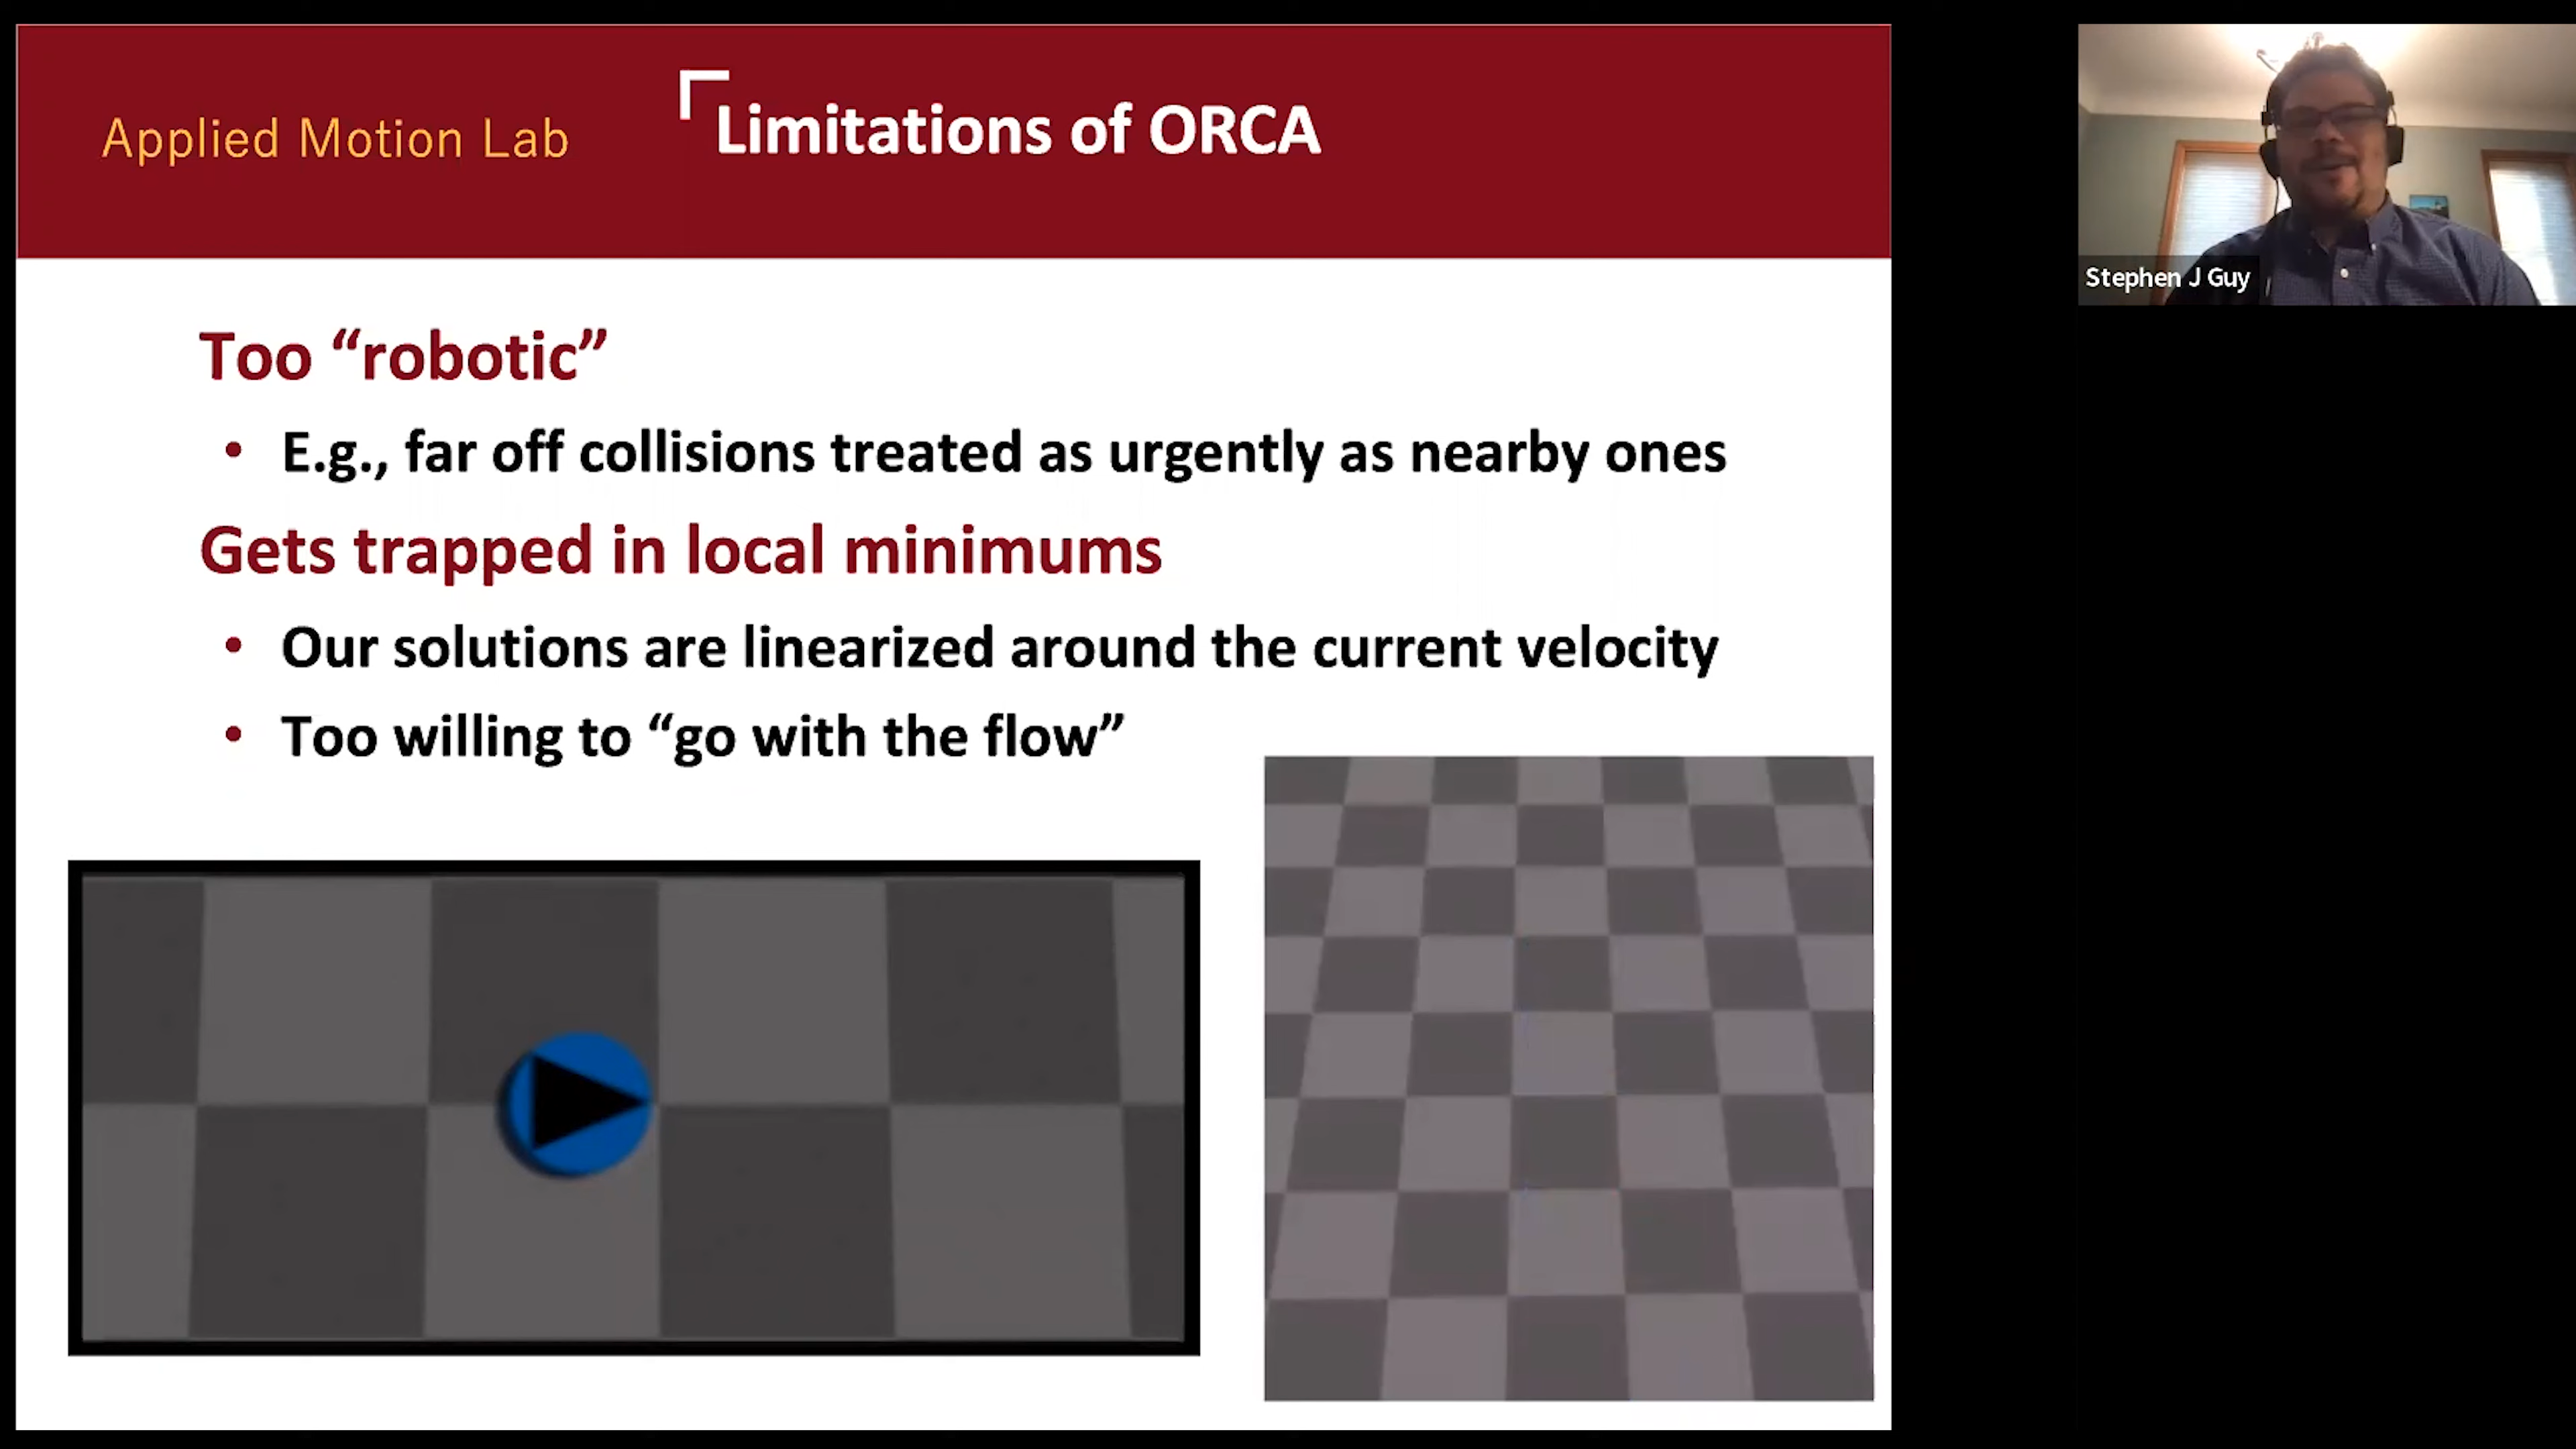 Applied Motion Lab
Limitations of ORCA
Stephen J Guy
Too “robotic”
• E.g., far off collisions treated as urgently as nearby ones
Gets trapped in local minimums
• Our solutions are linearized around the current velocity
• Too willing to “go with the flow”